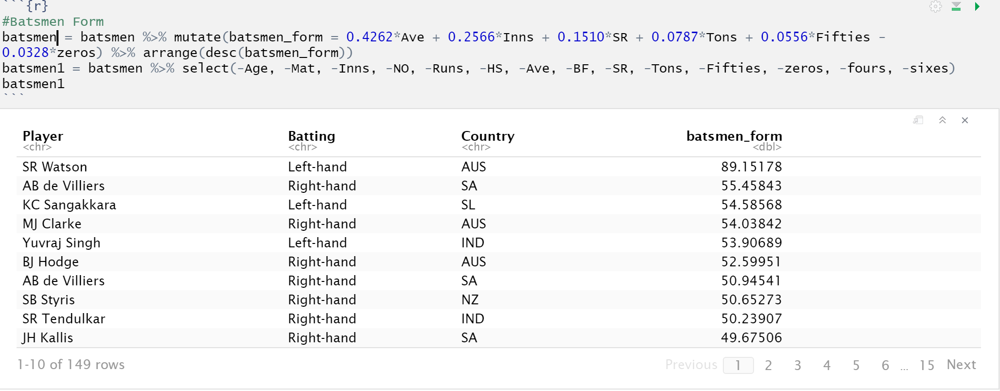 ```{r}
#Batsmen Form
batsmen = batsmen %>% mutate(batsmen_form = 0.4262*Ave + 0.2566*Inns + 0.1510*SR + 0.0787*Tons + 0.0556*Fifties -
0.0328*zeros) %>% arrange(desc(batsmen_form))
batsmen1 = batsmen %>% select(-Age, -Mat, -Inns, -NO, -Runs, -HS, -Ave, -BF, -SR, -Tons, -Fifties, -zeros, -fours, -sixes)
batsmen1
```
Player Batting Country batsmen_form
<chr> <chr> <chr> <dbl>
SR Watson Left-hand AUS 89.15178
AB de Villiers Right-hand SA 55.45843
KC Sangakkara Left-hand SL 54.58568
MJ Clarke Right-hand AUS 54.03842
Yuvraj Singh Left-hand IND 53.90689
BJ Hodge Right-hand AUS 52.59951
AB de Villiers Right-hand SA 50.94541
SB Styris Right-hand NZ 50.65273
SR Tendulkar Right-hand IND 50.23907
JH Kallis Right-hand SA 49.67506
1-10 of 149 rows Previous 1 2 3 4 5 6 ... 15 Next